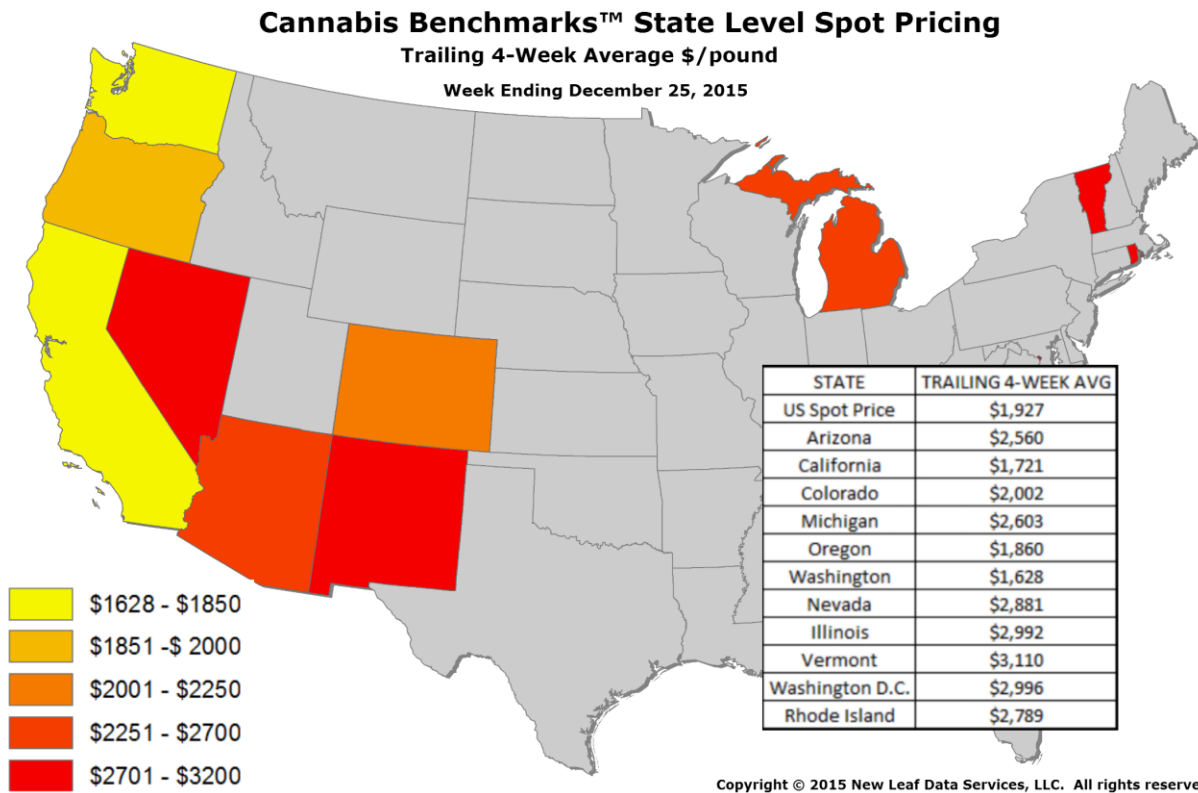 Cannabis Benchmarks™ State Level Spot Pricing
Trailing 4-Week Average $/pound
Week Ending December 25, 2015
STATE TRAILING 4-WEEK AVG
US Spot Price $1,927
Arizona $2,560
California $1,721
Colorado $2,002
Michigan $2,603
Oregon $1,860
Washington $1,628
Nevada $2,881
Illinois $2,992
Vermont $3,110
Washington D.C. $2,996
Rhode Island $2,789
$1628 - $1850
$1851 -$ 2000
$2001 - $2250
$2251 - $2700
$2701 - $3200
Copyright © 2015 New Leaf Data Services, LLC. All rights reserve